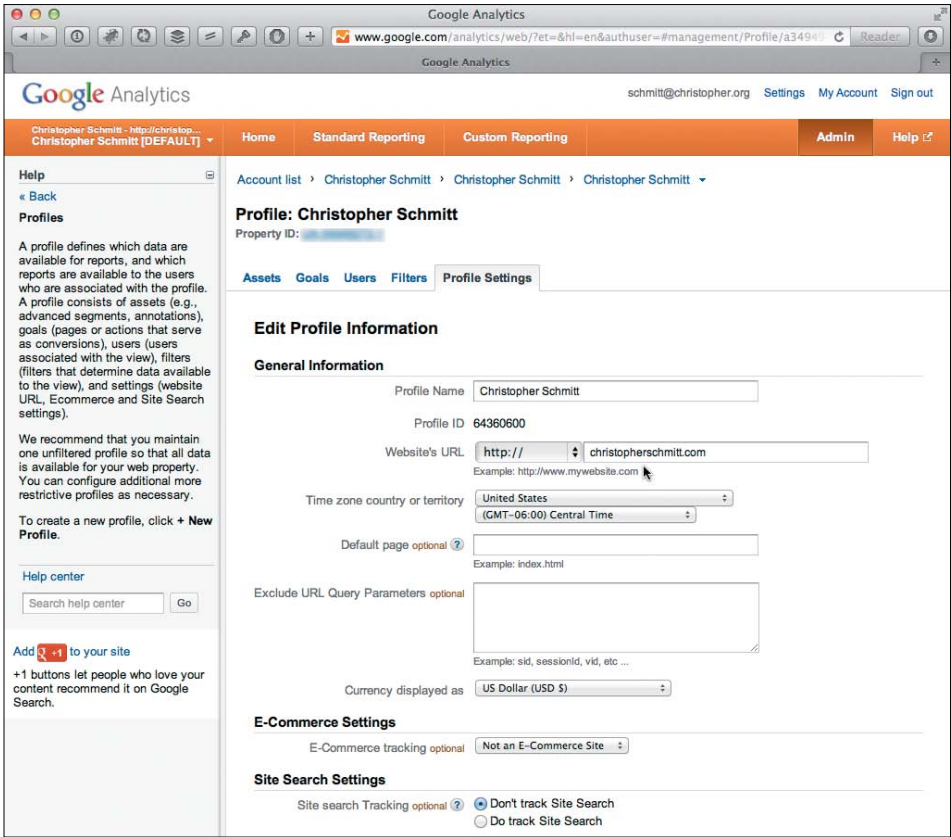 Google Analytics
www.google.com/analytics/web/?et=&hl=en&authuser=#management/Profile/a34949
Reader
Google Analytics
Google Analytics
schmitt@christopher.org Settings My Account Sign out
Christopher Schmitt - http://christop...
Christopher Schmitt [DEFAULT]
Home Standard Reporting Custom Reporting Admin Help
Help
« Back
Profiles
A profile defines which data are
available for reports, and which
reports are available to the users
who are associated with the profile.
A profile consists of assets (e.g.,
advanced segments, annotations),
goals (pages or actions that serve
as conversions), users (users
associated with the view), filters
(filters that determine data available
to the view), and settings (website
URL, Ecommerce and Site Search
settings).
We recommend that you maintain
one unfiltered profile so that all data
is available for your web property.
You can configure additional more
restrictive profiles as necessary.
To create a new profile, click + New
Profile.
Help center
Search help center Go
Add g +1 to your site
+1 buttons let people who love your
content recommend it on Google
Search.
Account list › Christopher Schmitt › Christopher Schmitt › Christopher Schmitt
Profile: Christopher Schmitt
Property ID:
Assets Goals Users Filters Profile Settings
Edit Profile Information
General Information
Profile Name Christopher Schmitt
Profile ID 64360600
Website's URL http:// christopherschmitt.com
Example: http://www.mywebsite.com
Time zone country or territory United States
(GMT-06:00) Central Time
Default page optional ?
Example: index.html
Exclude URL Query Parameters optional
Example: sid, sessionId, vid, etc ...
Currency displayed as US Dollar (USD $)
E-Commerce Settings
E-Commerce tracking optional Not an E-Commerce Site
Site Search Settings
Site search Tracking optional ? Don't track Site Search
Do track Site Search